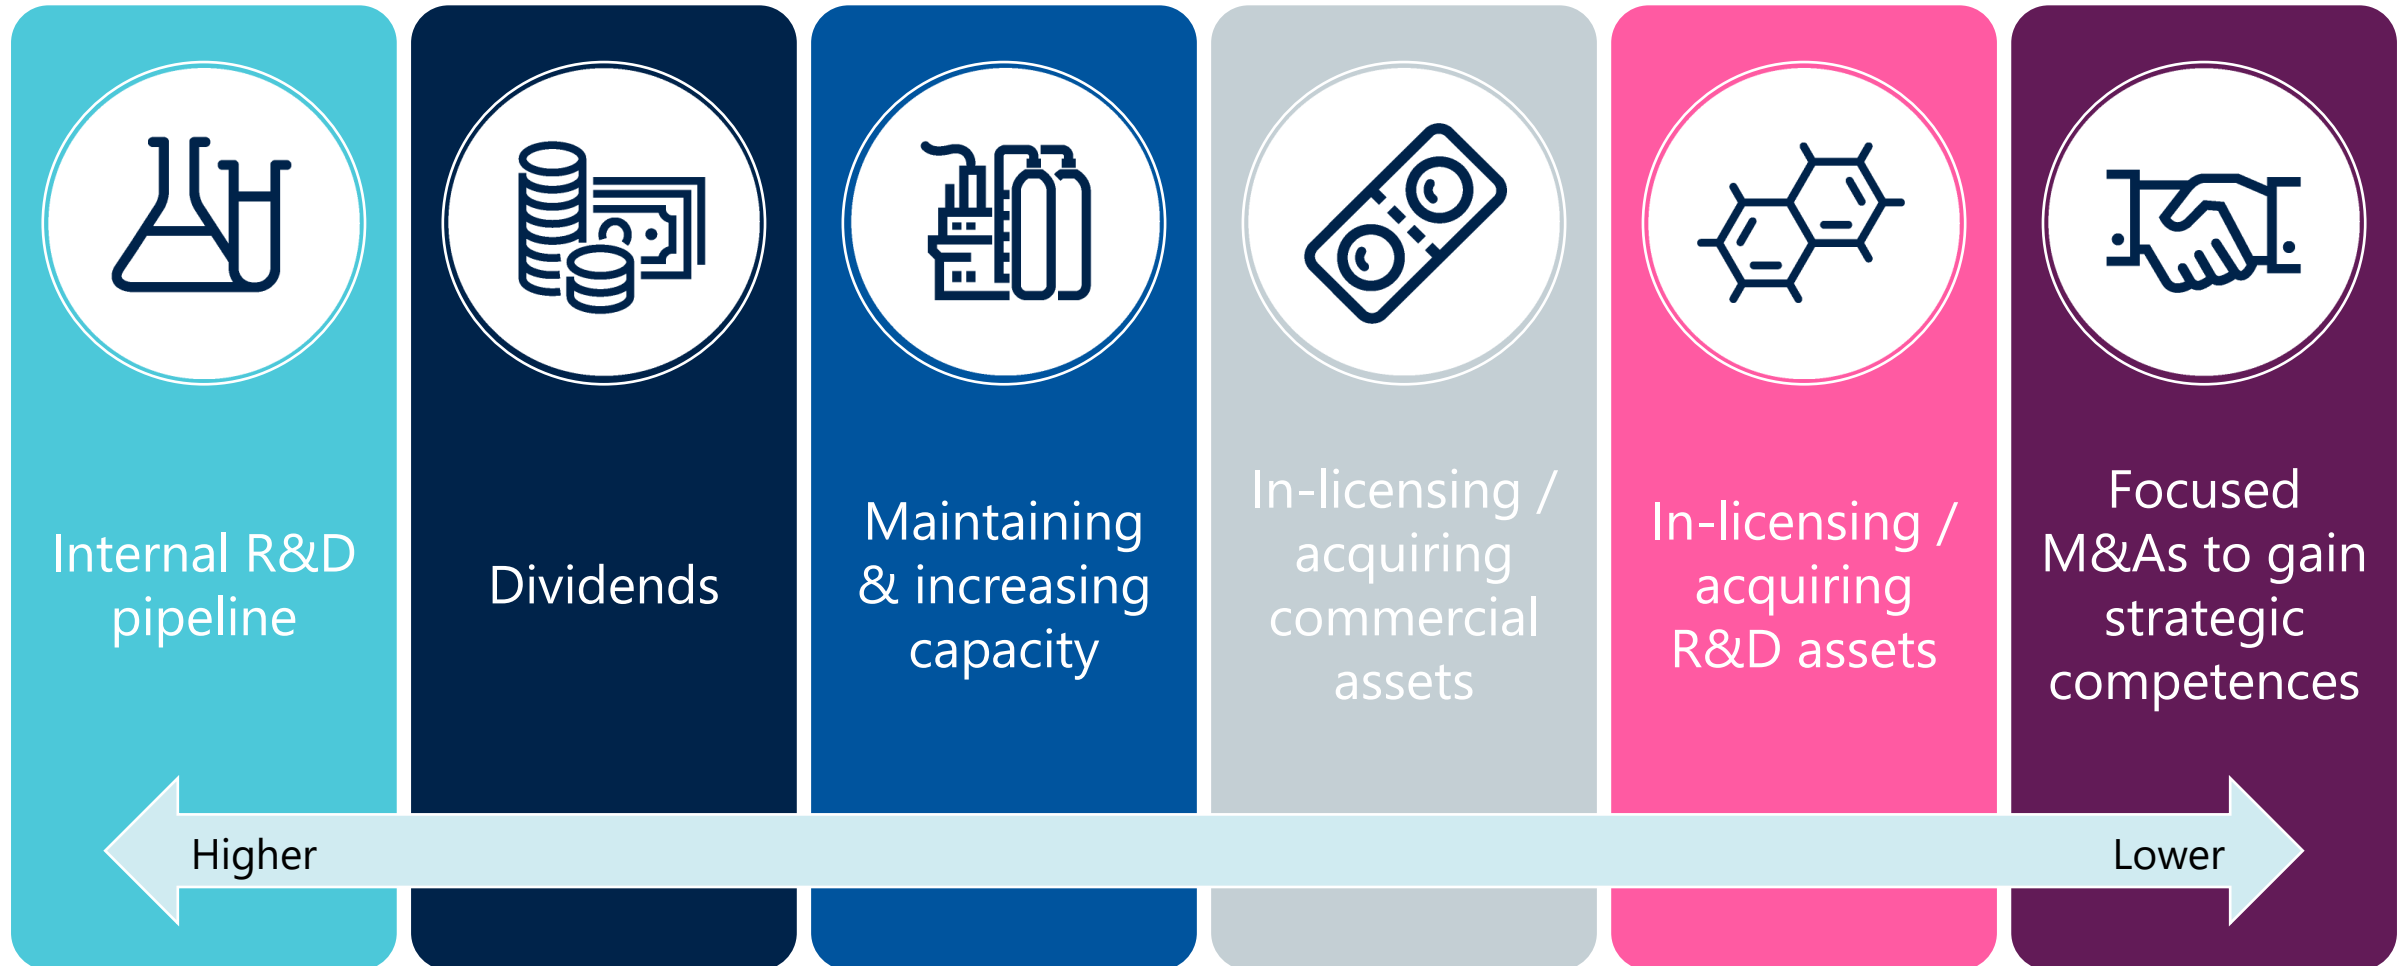 Internal R&D
pipeline
Dividends
Maintaining
& increasing
capacity
In-licensing /
acquiring
commercial
assets
In-licensing /
acquiring
R&D assets
Focused
M&As to gain
strategic
competences
Higher
Lower